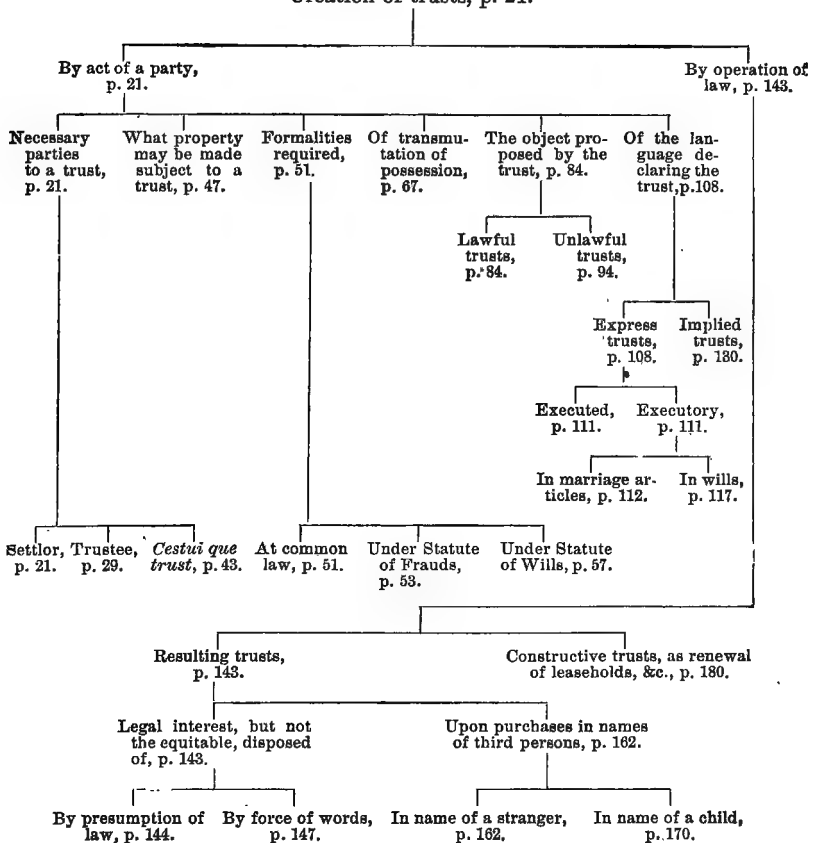 Creation of trusts, p. 21.
By act of a party,
p. 21.
By operation of
law, p. 143.
Necessary
parties
to a trust,
p. 21.
What property
may be made
subject to a
trust, p. 47.
Formalities
required,
p. 51.
Of transmu-
tation of
possession,
p. 67.
The object pro-
posed by the
trust, p. 84.
Of the lan-
guage de-
claring the
trust, p. 108.
Lawful
trusts,
p. 84.
Unlawful
trusts,
p. 94.
Express
trusts,
p. 108.
Implied
trusts,
p. 130.
Executed,
p. 111.
Executory,
p. 111.
In marriage ar-
ticles, p. 112.
In wills,
p. 117.
Settlor,
p. 21.
Trustee,
p. 29.
Cestui que
trust, p. 43.
At common
law, p. 51.
Under Statute
of Frauds,
p. 53.
Under Statute
of Wills, p. 57.
Resulting trusts,
p. 143.
Constructive trusts, as renewal
of leaseholds, &c., p. 180.
Legal interest, but not
the equitable, disposed
of, p. 143.
Upon purchases in names
of third persons, p. 162.
By presumption of
law, p. 144.
By force of words,
p. 147.
In name of a stranger,
p. 162.
In name of a child,
p. 170.